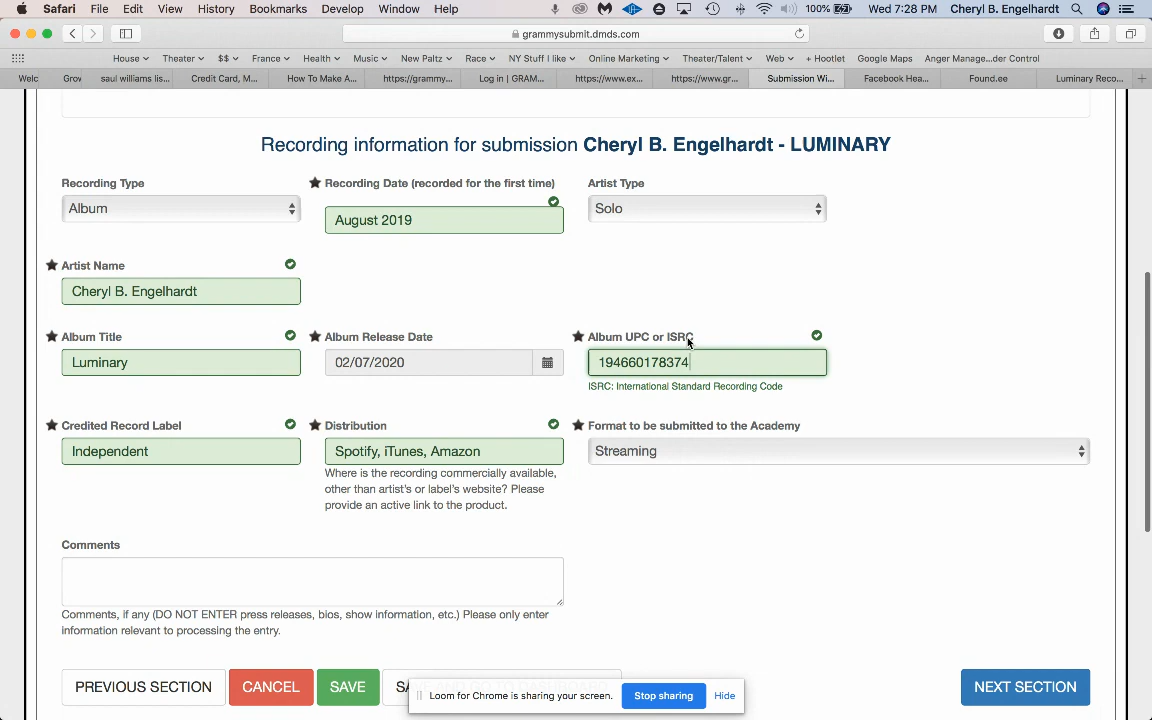 Safari File Edit View History Bookmarks Develop Window Help 100% Wed 7:28 PM Cheryl B. Engelhardt
grammysubmit.dmds.com
House Theater $$ France Health Music New Paltz Race NY Stuff I like Online Marketing Theater/Talent Web + Hootlet Google Maps Anger Manage...der Control
Welc Grov saul williams lis... Credit Card, M... How To Make A... https://grammy... Log in | GRAM... https://www.ex... https://www.gr... Submission Wi... Facebook Hea... Found.ee Luminary Reco...
Recording information for submission Cheryl B. Engelhardt - LUMINARY
Recording Type Recording Date (recorded for the first time) Artist Type
Album August 2019 Solo
Artist Name
Cheryl B. Engelhardt
Album Title Album Release Date Album UPC or ISRC
Luminary 02/07/2020 194660178374
ISRC: International Standard Recording Code
Credited Record Label Distribution Format to be submitted to the Academy
Independent Spotify, iTunes, Amazon Streaming
Where is the recording commercially available,
other than artist's or label's website? Please
provide an active link to the product.
Comments
Comments, if any (DO NOT ENTER press releases, bios, show information, etc.) Please only enter
information relevant to processing the entry.
PREVIOUS SECTION CANCEL SAVE NEXT SECTION
Loom for Chrome is sharing your screen. Stop sharing Hide